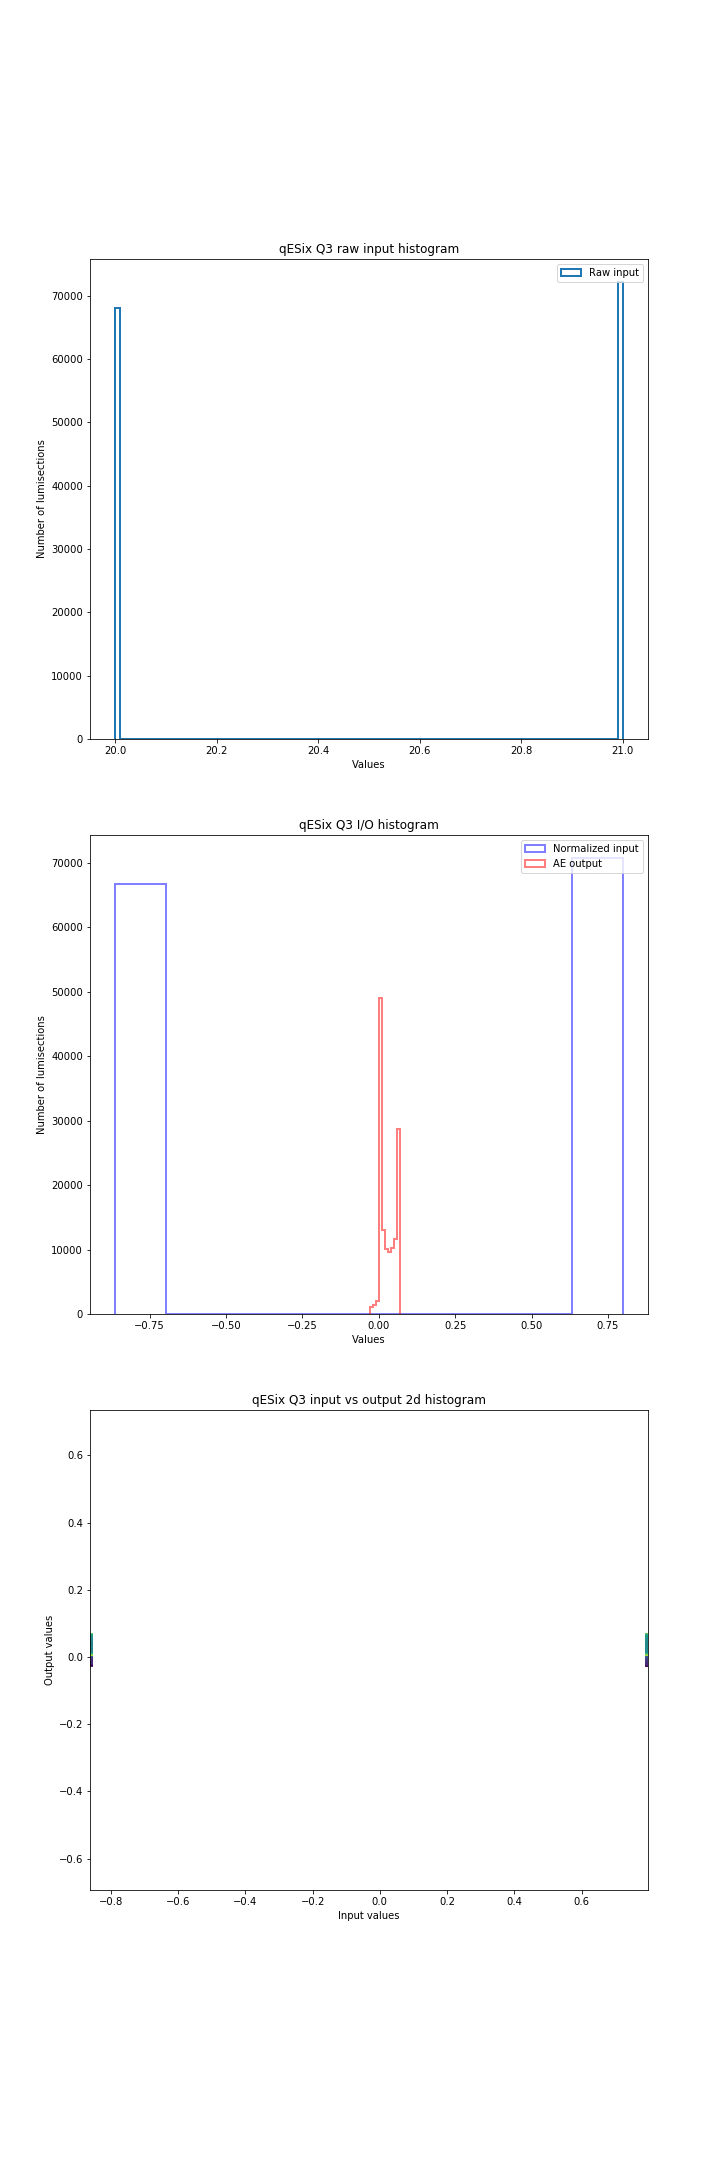 qESix Q3 raw input histogram
Raw input
70000
60000
50000
40000
30000
20000
10000
0
Number of lumisections
20.0 20.2 20.4 20.6 20.8 21.0
Values
qESix Q3 I/O histogram
Normalized input
AE output
70000
60000
50000
40000
30000
20000
10000
0
Number of lumisections
−0.75 −0.50 −0.25 0.00 0.25 0.50 0.75
Values
qESix Q3 input vs output 2d histogram
0.6
0.4
0.2
0.0
−0.2
−0.4
−0.6
Output values
−0.8 −0.6 −0.4 −0.2 0.0 0.2 0.4 0.6
Input values